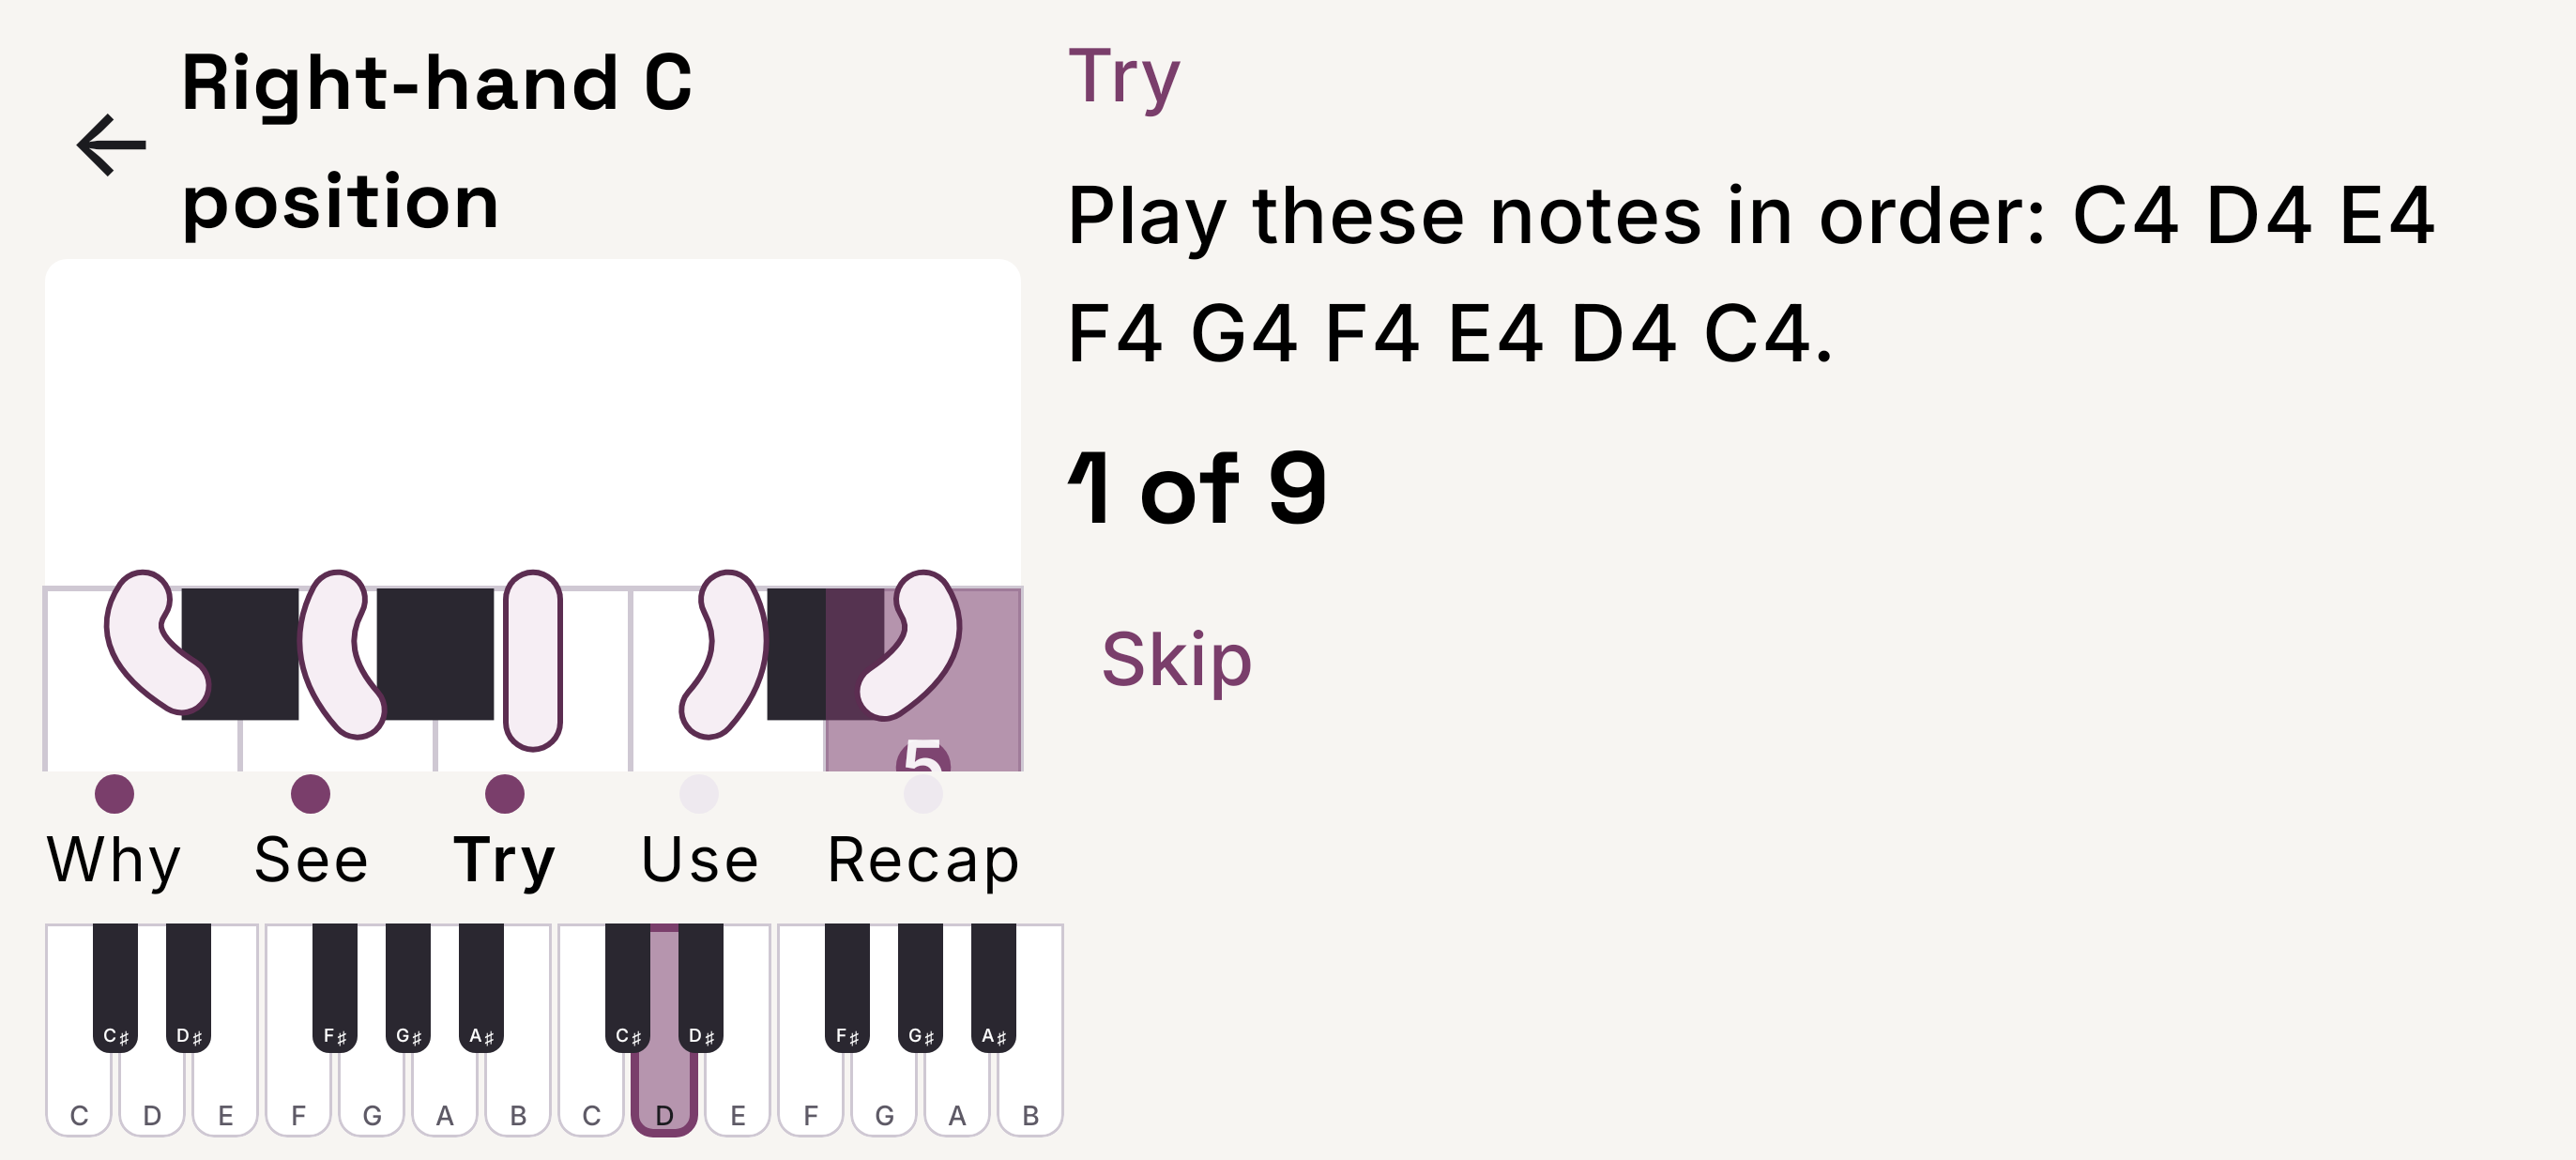 Right-hand C
position
5
Why See Try Use Recap
C♯ D♯ F♯ G♯ A♯ C♯ D♯ F♯ G♯ A♯
C D E F G A B C D E F G A B
Try
Play these notes in order: C4 D4 E4
F4 G4 F4 E4 D4 C4.
1 of 9
Skip